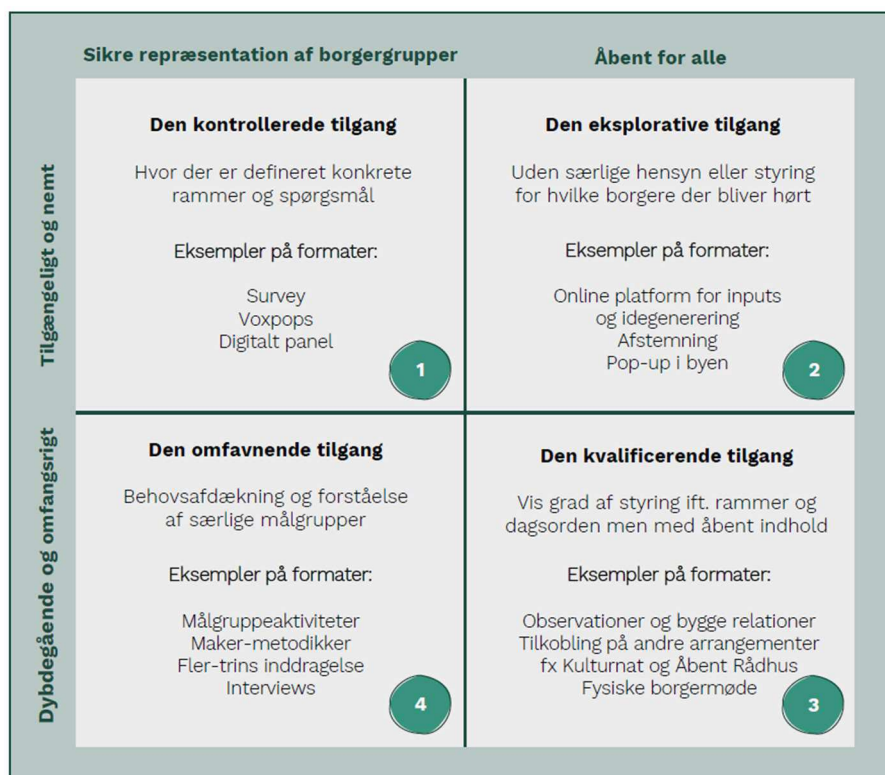 Sikre repræsentation af borgergrupper
Åbent for alle
Tilgængeligt og nemt
Den kontrollerede tilgang
Hvor der er defineret konkrete
rammer og spørgsmål
Eksempler på formater:
Survey
Voxpops
Digitalt panel
1
Den eksplorative tilgang
Uden særlige hensyn eller styring
for hvilke borgere der bliver hørt
Eksempler på formater:
Online platform for inputs
og idegenerering
Afstemning
Pop-up i byen
2
Dybdegående og omfangsrigt
Den omfavnende tilgang
Behovsafdækning og forståelse
af særlige målgrupper
Eksempler på formater:
Målgruppeaktiviteter
Maker-metodikker
Fler-trins inddragelse
Interviews
4
Den kvalificerende tilgang
Vis grad af styring ift. rammer og
dagsorden men med åbent indhold
Eksempler på formater:
Observationer og bygge relationer
Tilkobling på andre arrangementer
fx Kulturnat og Åbent Rådhus
Fysiske borgermøde
3